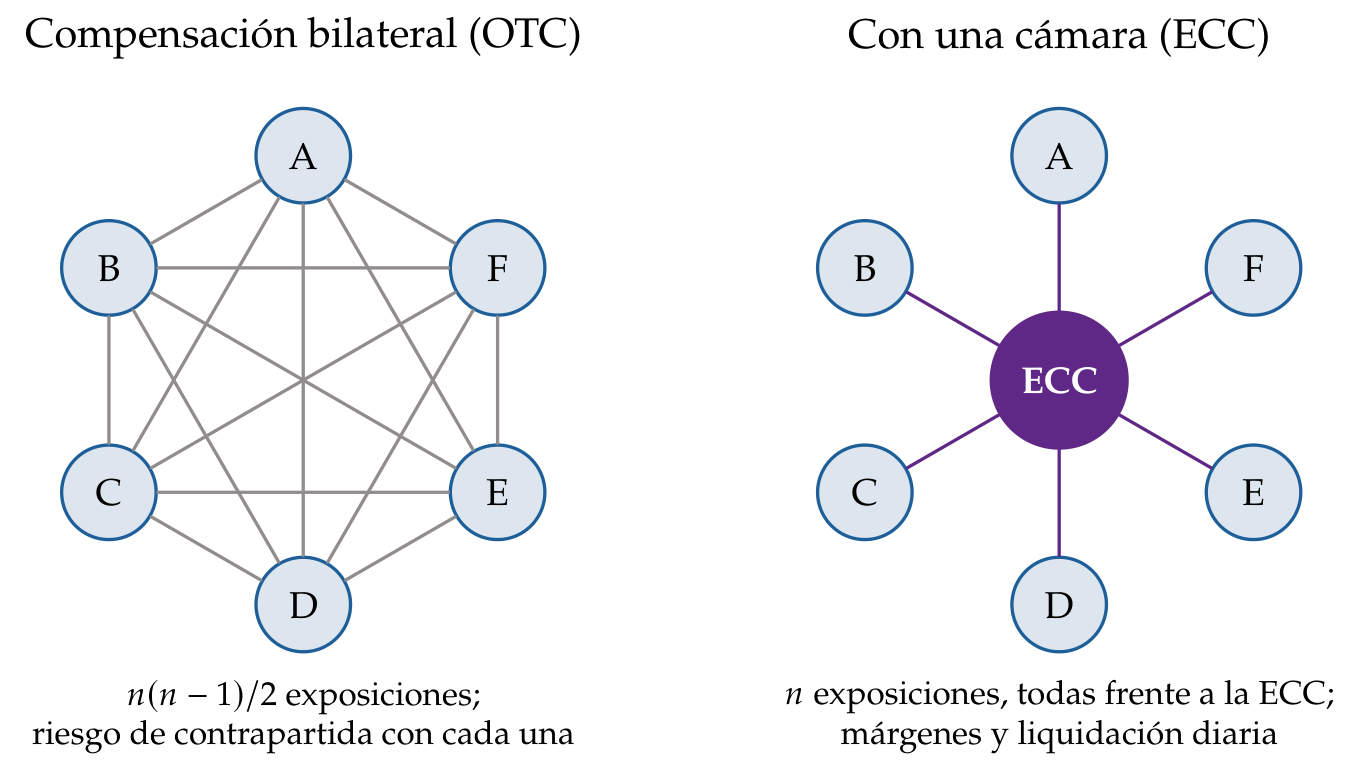 Compensación bilateral (OTC)
A
B
F
C
E
D
n(n − 1)/2 exposiciones;
riesgo de contrapartida con cada una
Con una cámara (ECC)
A
B
F
ECC
C
E
D
n exposiciones, todas frente a la ECC;
márgenes y liquidación diaria